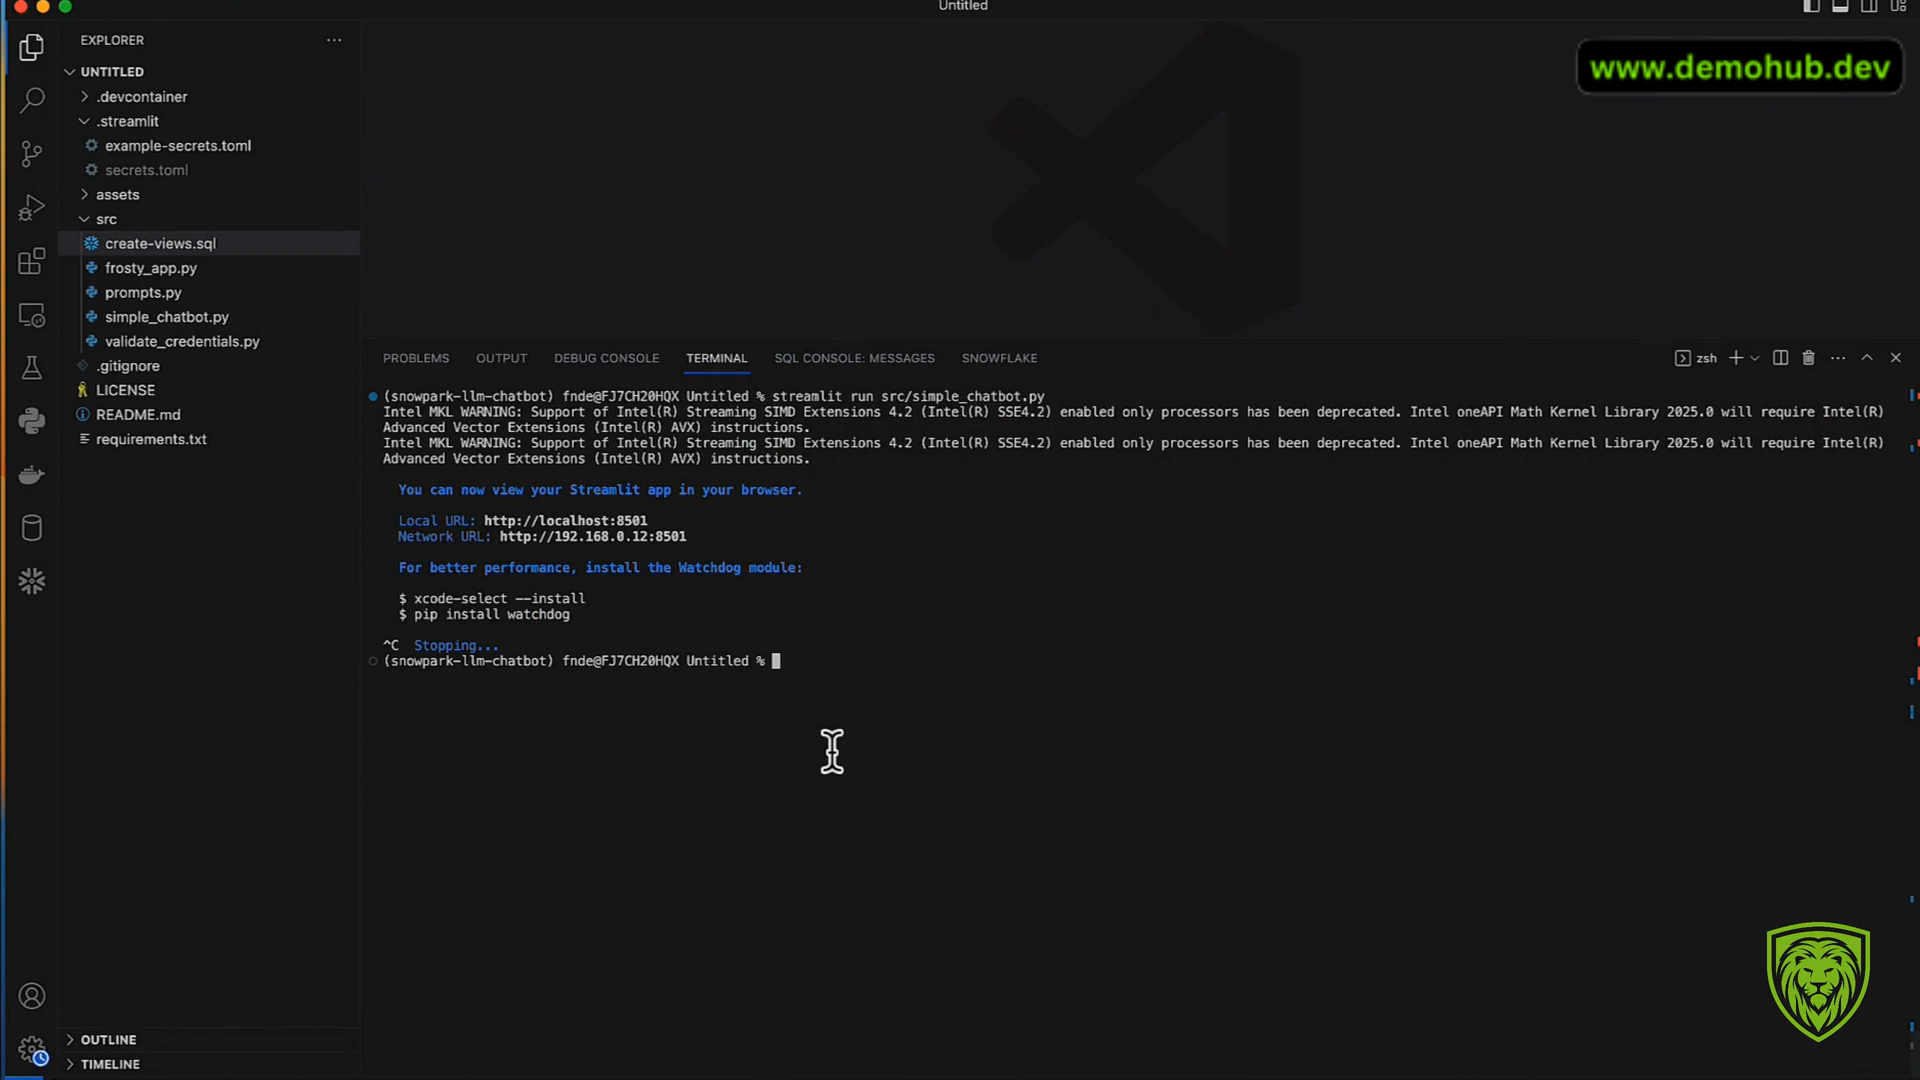 Untitled
www.demohub.dev
EXPLORER
UNTITLED
.devcontainer
.streamlit
example-secrets.toml
secrets.toml
assets
src
create-views.sql
frosty_app.py
prompts.py
simple_chatbot.py
validate_credentials.py
.gitignore
LICENSE
README.md
requirements.txt
OUTLINE
TIMELINE
PROBLEMS OUTPUT DEBUG CONSOLE TERMINAL SQL CONSOLE: MESSAGES SNOWFLAKE
zsh
(snowpark-llm-chatbot) fnde@FJ7CH20HQX Untitled % streamlit run src/simple_chatbot.py
Intel MKL WARNING: Support of Intel(R) Streaming SIMD Extensions 4.2 (Intel(R) SSE4.2) enabled only processors has been deprecated. Intel oneAPI Math Kernel Library 2025.0 will require Intel(R)
Advanced Vector Extensions (Intel(R) AVX) instructions.
Intel MKL WARNING: Support of Intel(R) Streaming SIMD Extensions 4.2 (Intel(R) SSE4.2) enabled only processors has been deprecated. Intel oneAPI Math Kernel Library 2025.0 will require Intel(R)
Advanced Vector Extensions (Intel(R) AVX) instructions.
You can now view your Streamlit app in your browser.
Local URL: http://localhost:8501
Network URL: http://192.168.0.12:8501
For better performance, install the Watchdog module:
$ xcode-select --install
$ pip install watchdog
^C Stopping...
(snowpark-llm-chatbot) fnde@FJ7CH20HQX Untitled %